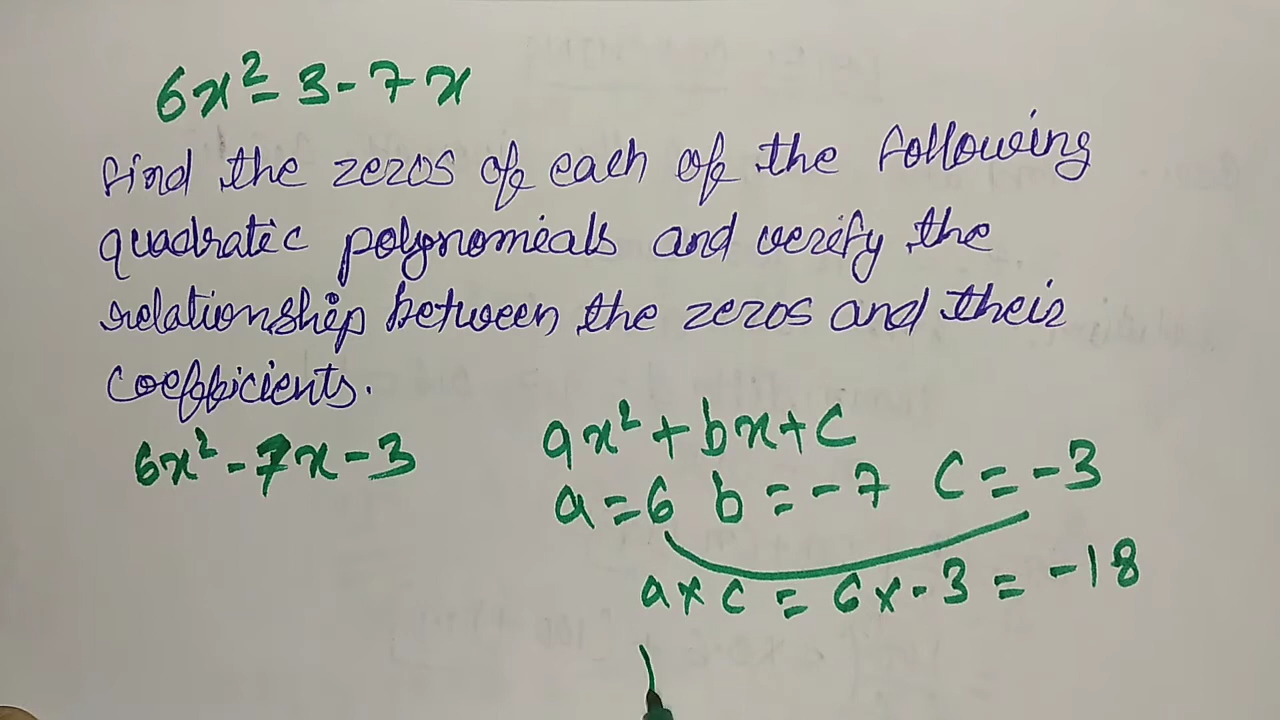 6x² - 3 - 7x
find the zeros of each of the following
quadratic polynomials and verify the
relationship between the zeros and their
coefficients.
6x² - 7x - 3
ax² + bx + c
a = 6 b = -7 c = -3
a x c = 6 x - 3 = -18